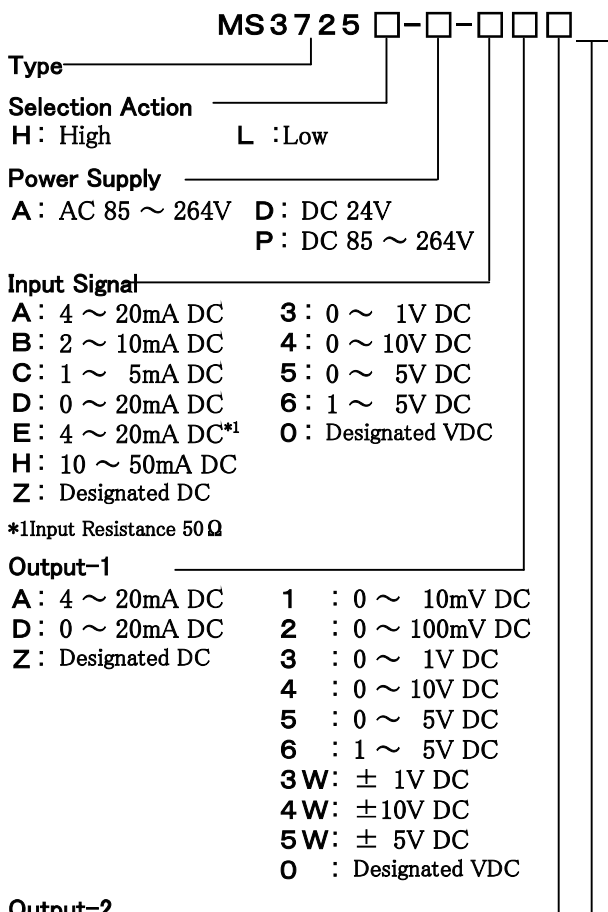 MS3725 □-□-□□□
Type
Selection Action
H: High L :Low
Power Supply
A: AC 85 ～ 264V D: DC 24V
P: DC 85 ～ 264V
Input Signal
A: 4 ～ 20mA DC 3: 0 ～ 1V DC
B: 2 ～ 10mA DC 4: 0 ～ 10V DC
C: 1 ～ 5mA DC 5: 0 ～ 5V DC
D: 0 ～ 20mA DC 6: 1 ～ 5V DC
E: 4 ～ 20mA DC*1 0: Designated VDC
H: 10 ～ 50mA DC
Z: Designated DC
*1Input Resistance 50Ω
Output-1
A: 4 ～ 20mA DC 1 : 0 ～ 10mV DC
D: 0 ～ 20mA DC 2 : 0 ～ 100mV DC
Z: Designated DC 3 : 0 ～ 1V DC
4 : 0 ～ 10V DC
5 : 0 ～ 5V DC
6 : 1 ～ 5V DC
3W: ± 1V DC
4W: ±10V DC
5W: ± 5V DC
0 : Designated VDC
Output-2